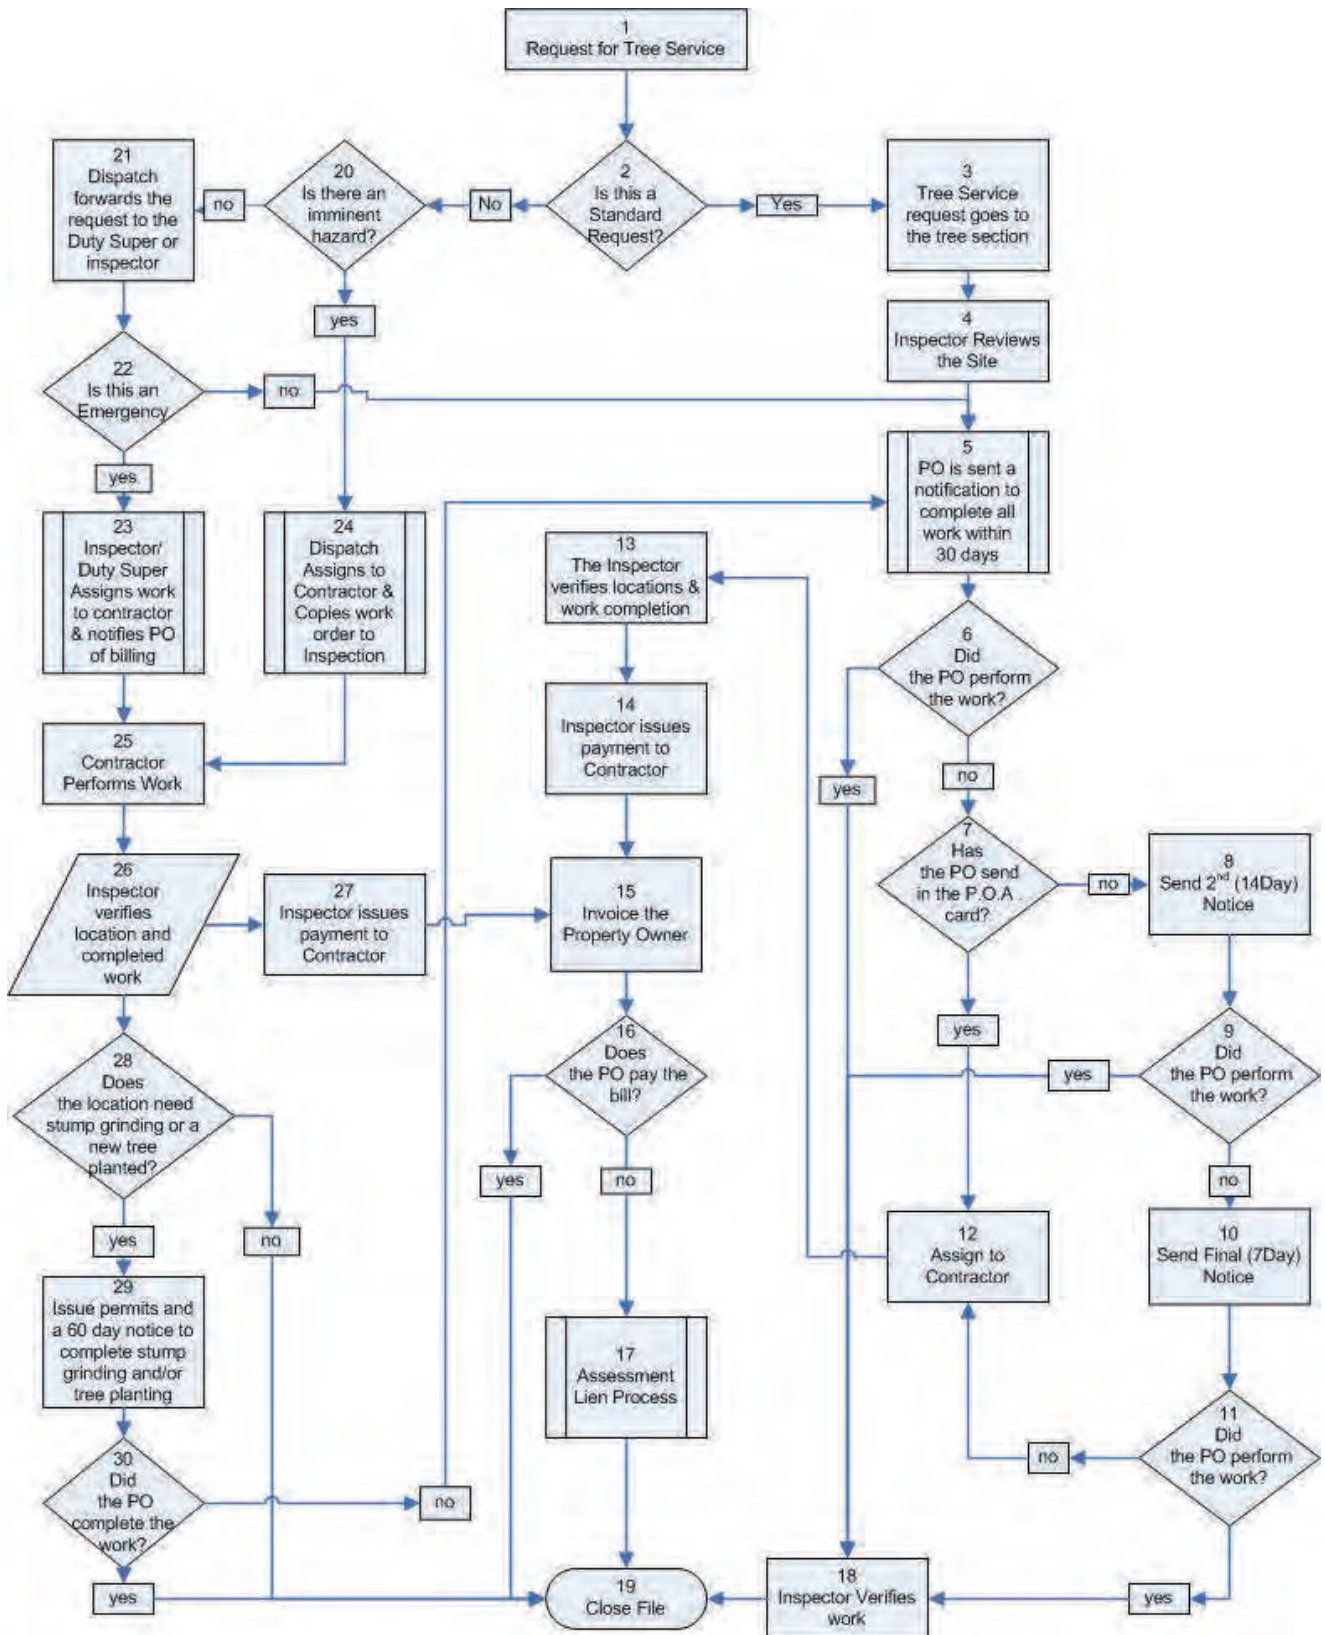 1
Request for Tree Service
21
Dispatch
forwards the
request to the
Duty Super or
inspector
no
20
Is there an
imminent
hazard?
No
2
Is this a
Standard
Request?
Yes
3
Tree Service
request goes to
the tree section
yes
4
Inspector Reviews
the Site
22
Is this an
Emergency
no
yes
5
PO is sent a
notification to
complete all
work within
30 days
23
Inspector/
Duty Super
Assigns work
to contractor
& notifies PO
of billing
24
Dispatch
Assigns to
Contractor &
Copies work
order to
Inspection
13
The Inspector
verifies locations &
work completion
6
Did
the PO perform
the work?
14
Inspector issues
payment to
Contractor
25
Contractor
Performs Work
yes
no
7
Has
the PO send
in the P.O.A .
card?
no
8
Send 2nd (14Day)
Notice
26
Inspector
verifies
location and
completed
work
27
Inspector issues
payment to
Contractor
15
Invoice the
Property Owner
yes
16
Does
the PO pay the
bill?
9
Did
the PO perform
the work?
yes
28
Does
the location need
stump grinding or a
new tree
planted?
yes
no
no
yes
no
12
Assign to
Contractor
10
Send Final (7Day)
Notice
29
Issue permits and
a 60 day notice to
complete stump
grinding and/or
tree planting
17
Assessment
Lien Process
11
Did
the PO perform
the work?
no
30
Did
the PO
complete the
work?
no
yes
19
Close File
18
Inspector Verifies
work
yes